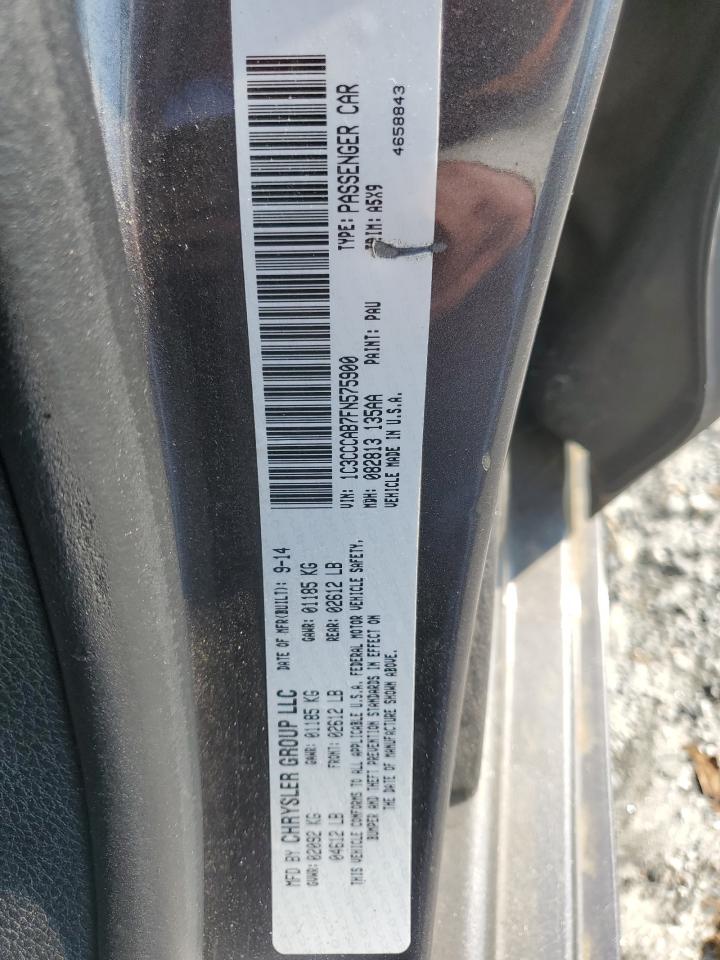 MFD BY CHRYSLER GROUP LLC DATE OF MFR(BUILT): 9-14
GVWR: 02092 KG GAWR: 01185 KG GAWR: 01185 KG
04612 LB FRONT: 02612 LB REAR: 02612 LB
THIS VEHICLE CONFORMS TO ALL APPLICABLE U.S.A. FEDERAL MOTOR VEHICLE SAFETY,
BUMPER AND THEFT PREVENTION STANDARDS IN EFFECT ON
THE DATE OF MANUFACTURE SHOWN ABOVE.
VIN: 1C3CCCAB7FN575900 TYPE: PASSENGER CAR
MDH: 082813 135AA PAINT: PAU TRIM: A5X9
VEHICLE MADE IN U.S.A. 4658843